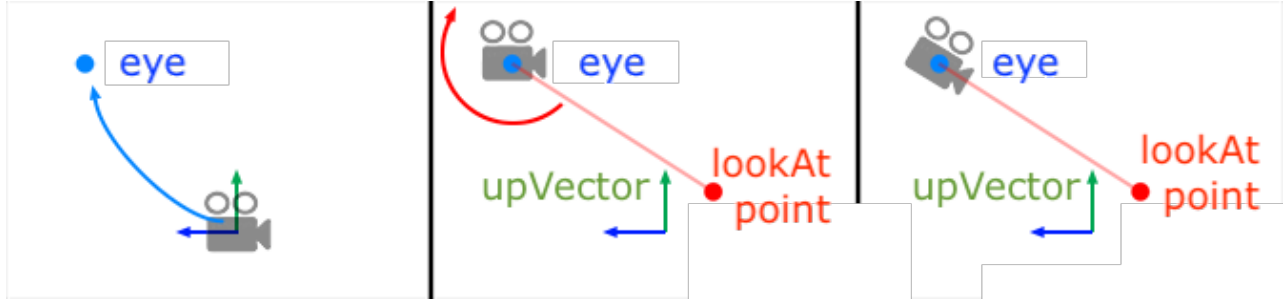 eye
eye
lookAt
upVector
point
eye
lookAt
upVector
point